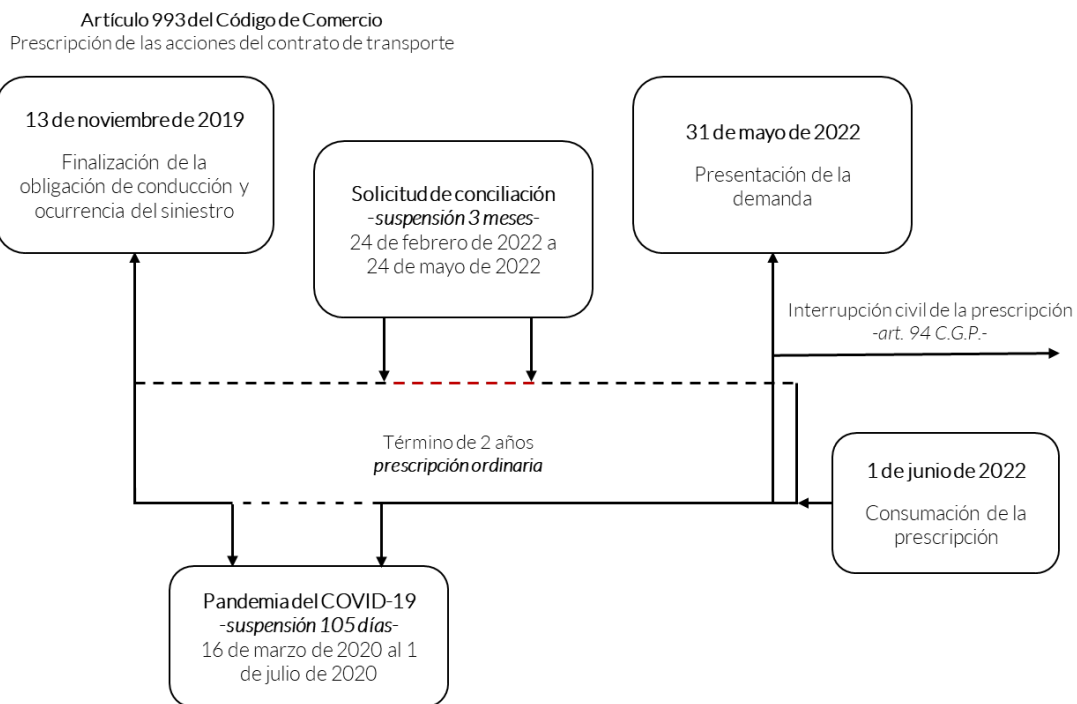 Artículo 993 del Código de Comercio
Prescripción de las acciones del contrato de transporte
13 de noviembre de 2019
Finalización de la
obligación de conducción y
ocurrencia del siniestro
Solicitud de conciliación
-suspensión 3 meses-
24 de febrero de 2022 a
24 de mayo de 2022
31 de mayo de 2022
Presentación de la
demanda
Interrupción civil de la prescripción
-art. 94 C.G.P.-
Término de 2 años
prescripción ordinaria
1 de junio de 2022
Consumación de la
prescripción
Pandemia del COVID-19
-suspensión 105 días-
16 de marzo de 2020 al 1
de julio de 2020